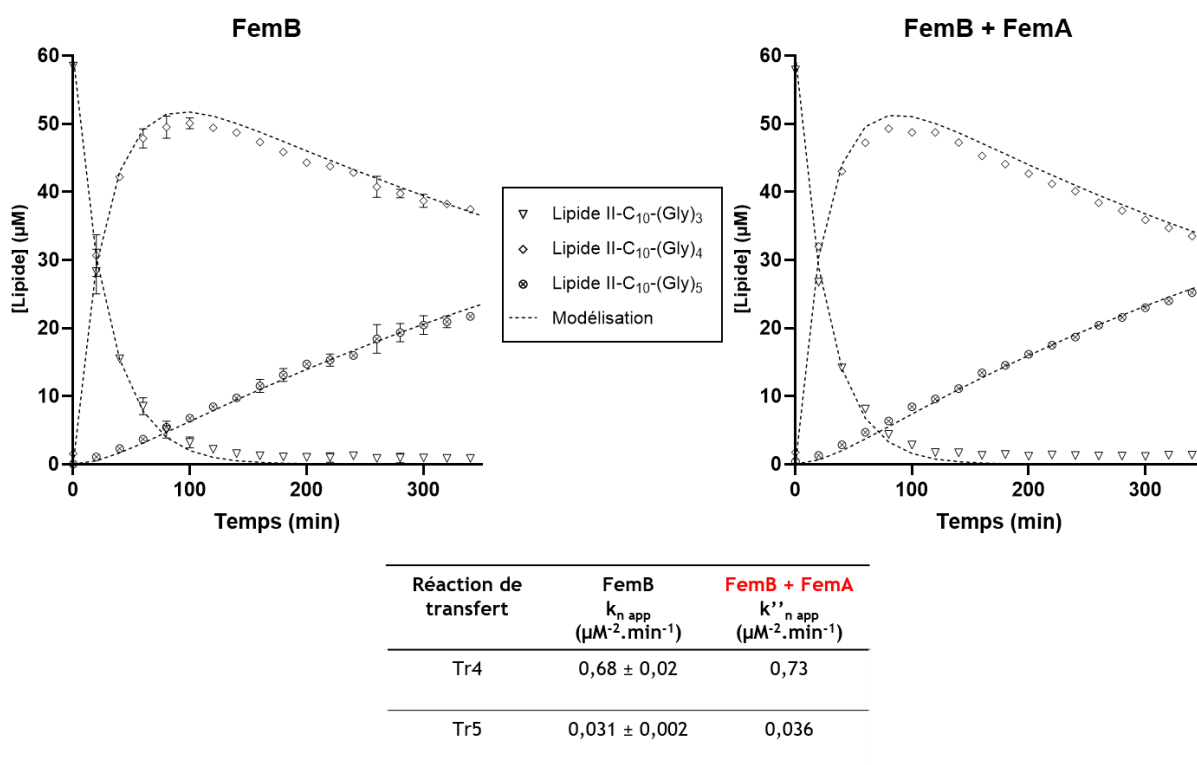 FemB
FemB + FemA
60
50
40
30
20
10
0
[Lipide] (µM)
0
100
200
300
Temps (min)
▽ Lipide II-C₁₀-(Gly)₃
◇ Lipide II-C₁₀-(Gly)₄
⊗ Lipide II-C₁₀-(Gly)₅
Modélisation
60
50
40
30
20
10
0
[Lipide] (µM)
0
100
200
300
Temps (min)
Réaction de transfert
FemB
kₙ ₐₚₚ
(µM⁻².min⁻¹)
FemB + FemA
k’’ₙ ₐₚₚ
(µM⁻².min⁻¹)
Tr4 0,68 ± 0,02 0,73
Tr5 0,031 ± 0,002 0,036